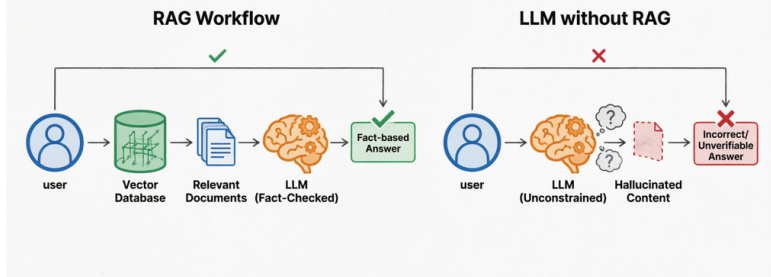 RAG Workflow
user
Vector
Database
Relevant
Documents
LLM
(Fact-Checked)
Fact-based
Answer
LLM without RAG
user
LLM
(Unconstrained)
?
?
Hallucinated
Content
Incorrect/
Unverifiable
Answer